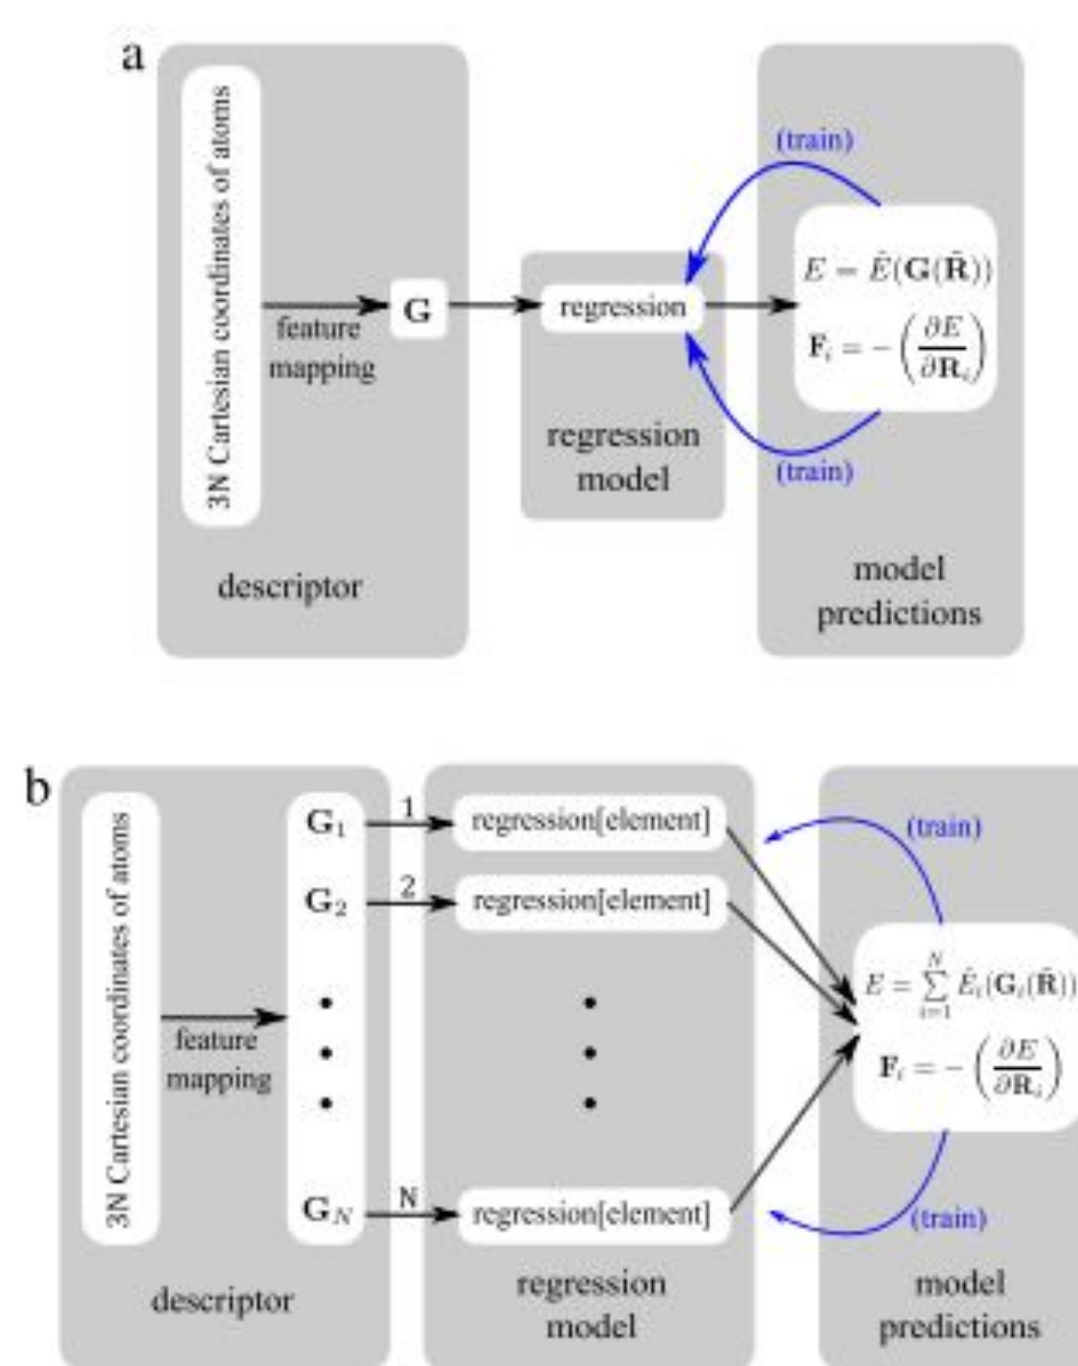 a
3N Cartesian coordinates of atoms
feature
mapping
G
descriptor
regression
regression
model
(train)
E = Ê(G(R̃))
F_i = − (∂E/∂R_i)
(train)
model
predictions
b
3N Cartesian coordinates of atoms
feature
mapping
G_1
G_2
G_N
descriptor
1
2
N
regression[element]
regression[element]
regression[element]
regression
model
(train)
E = ∑_{i=1}^{N} Ê_i(G_i(R̃))
F_i = − (∂E/∂R_i)
(train)
model
predictions